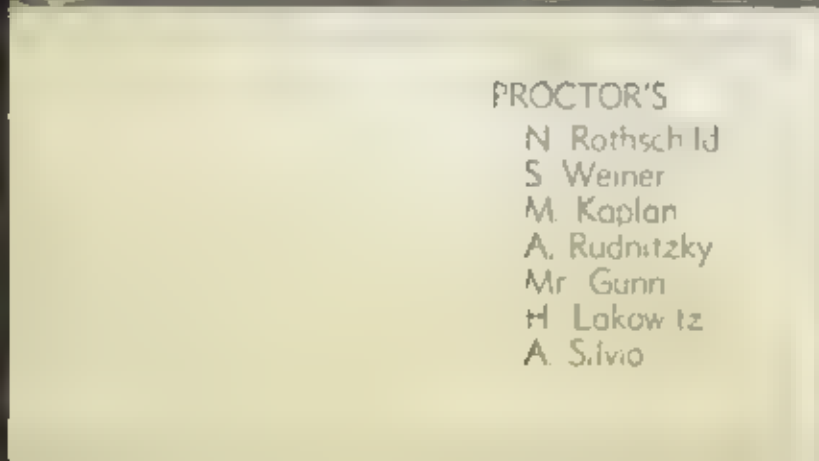 PROCTOR'S
N Rothschild
S Weiner
M. Kaplan
A. Rudnitzky
Mr Gunn
H Lakowitz
A. Silvio